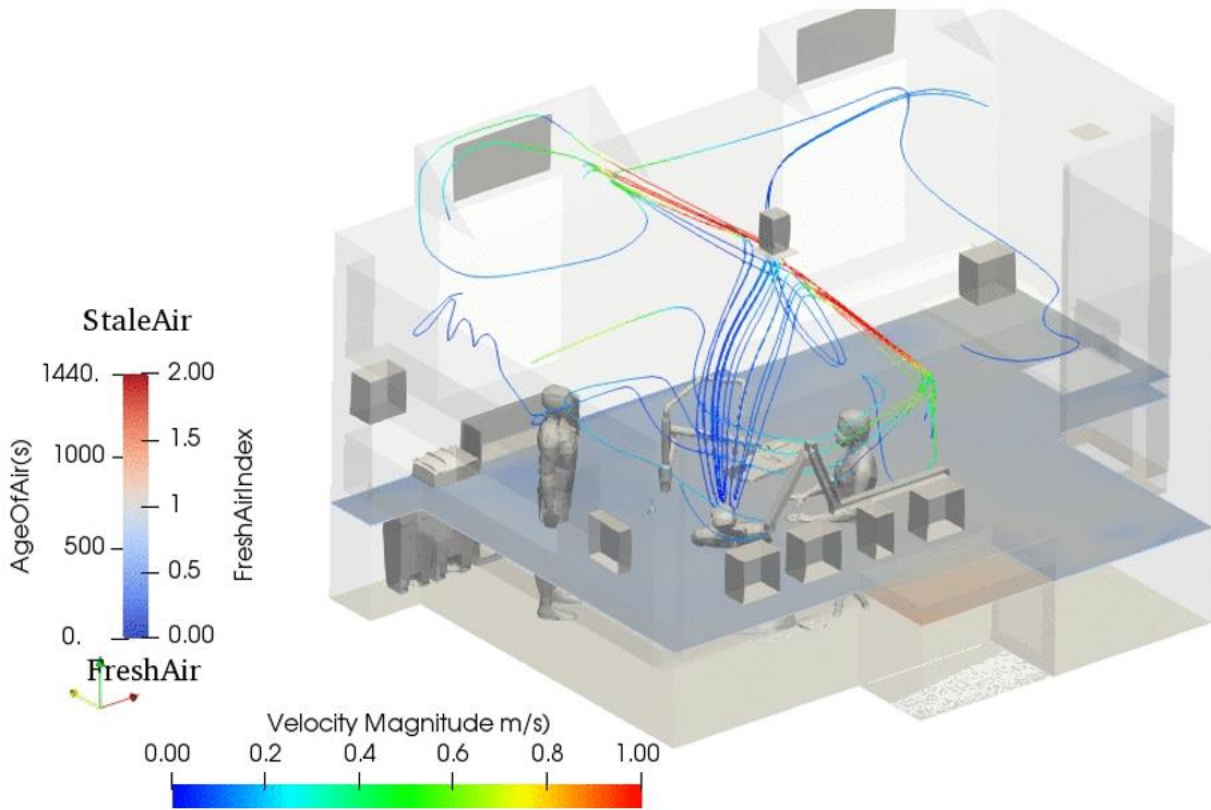 StaleAir
1440. 2.00
1.5
1000
1
500
0.5
0. 0.00
AgeOfAir(s)
FreshAirIndex
FreshAir
Velocity Magnitude m/s)
0.00 0.2 0.4 0.6 0.8 1.00